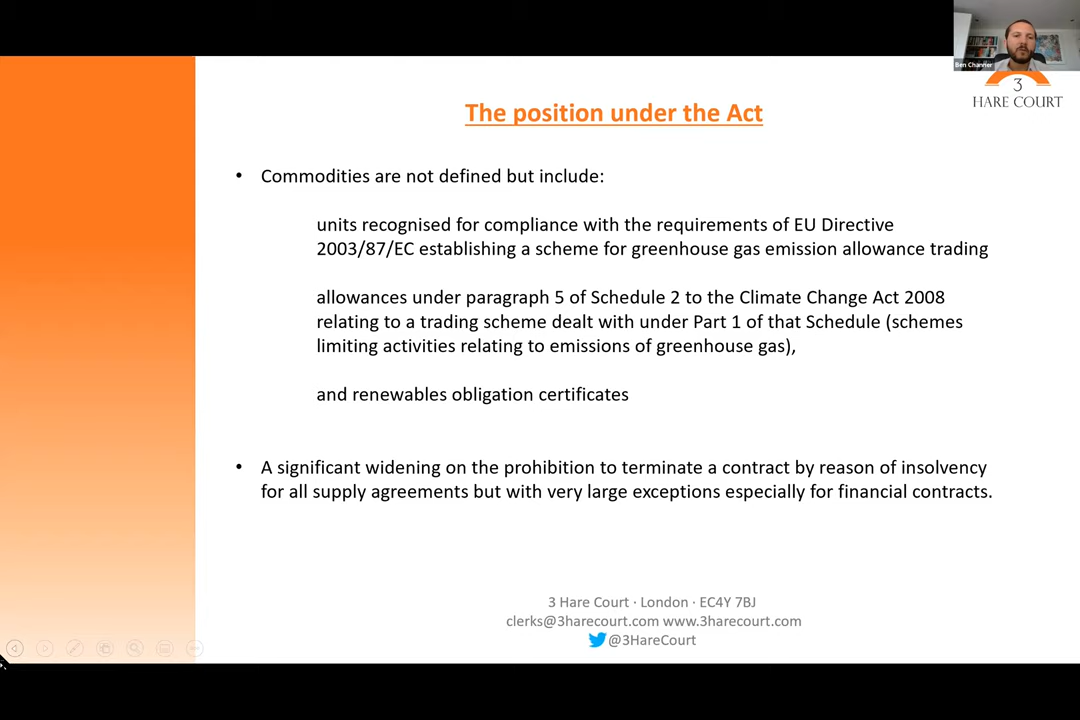 Ben Channer
3
HARE COURT
The position under the Act
• Commodities are not defined but include:
units recognised for compliance with the requirements of EU Directive
2003/87/EC establishing a scheme for greenhouse gas emission allowance trading
allowances under paragraph 5 of Schedule 2 to the Climate Change Act 2008
relating to a trading scheme dealt with under Part 1 of that Schedule (schemes
limiting activities relating to emissions of greenhouse gas),
and renewables obligation certificates
• A significant widening on the prohibition to terminate a contract by reason of insolvency
for all supply agreements but with very large exceptions especially for financial contracts.
3 Hare Court · London · EC4Y 7BJ
clerks@3harecourt.com www.3harecourt.com
@3HareCourt